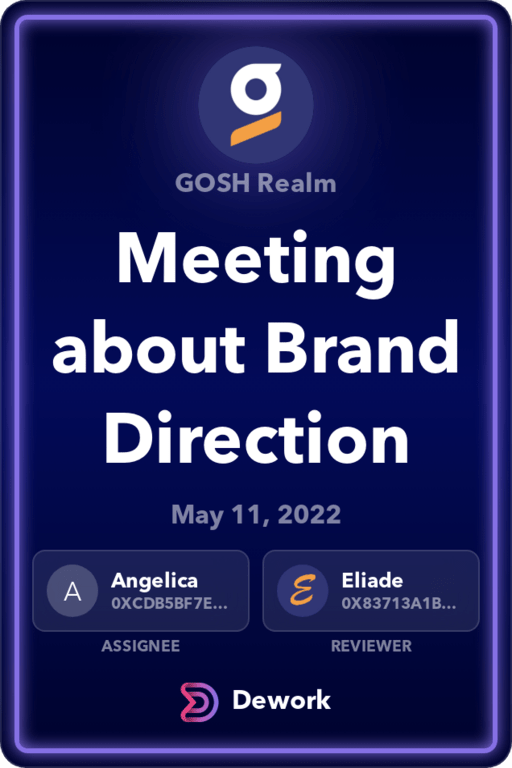 g
GOSH Realm
Meeting
about Brand
Direction
May 11, 2022
A
Angelica
0XCDB5BF7E...
ASSIGNEE
E
Eliade
0X83713A1B...
REVIEWER
Dework